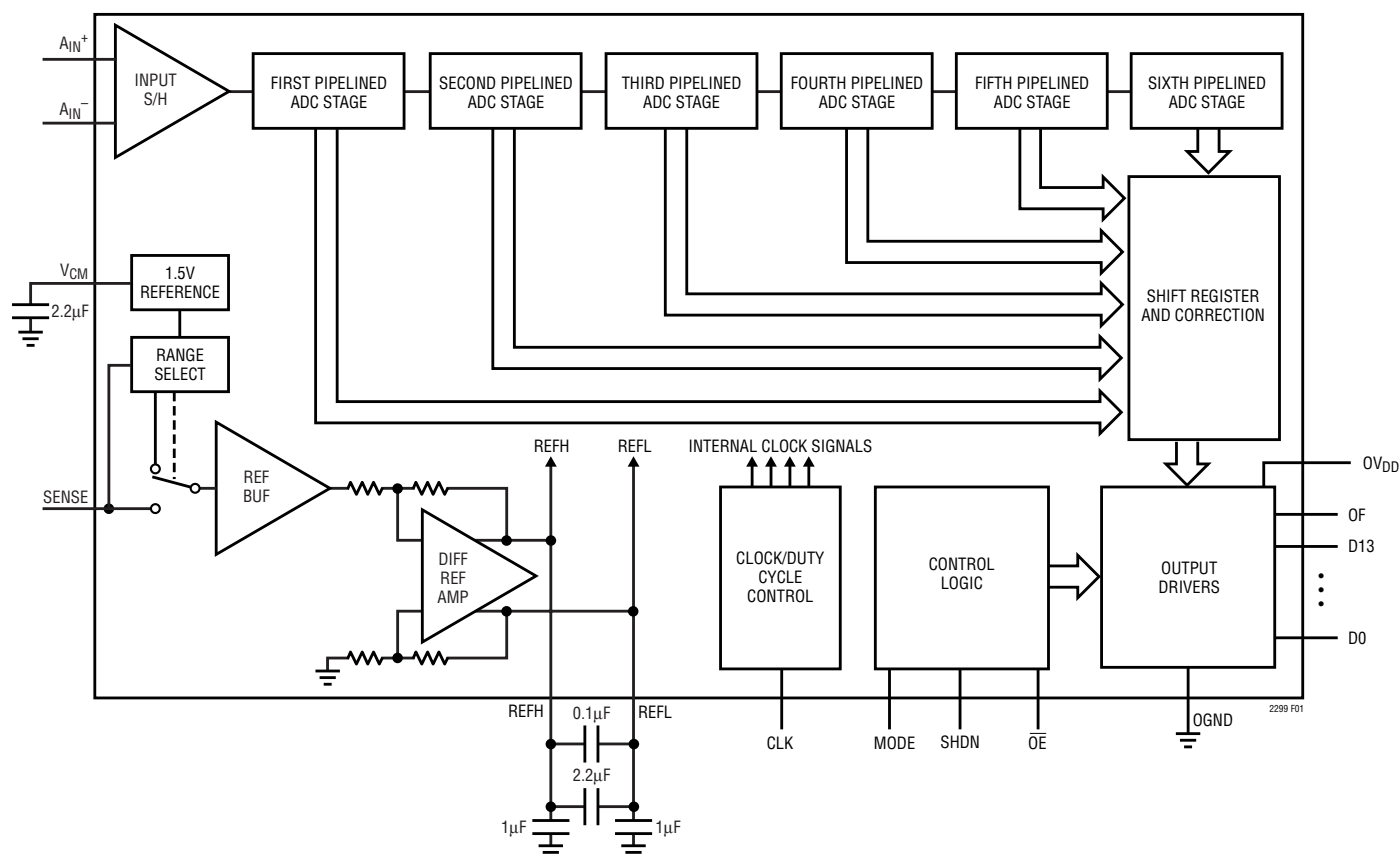 AIN+
AIN−
INPUT
S/H
FIRST PIPELINED
ADC STAGE
SECOND PIPELINED
ADC STAGE
THIRD PIPELINED
ADC STAGE
FOURTH PIPELINED
ADC STAGE
FIFTH PIPELINED
ADC STAGE
SIXTH PIPELINED
ADC STAGE
VCM
2.2µF
1.5V
REFERENCE
RANGE
SELECT
SHIFT REGISTER
AND CORRECTION
SENSE
REF
BUF
REFH
REFL
INTERNAL CLOCK SIGNALS
DIFF
REF
AMP
CLOCK/DUTY
CYCLE
CONTROL
CONTROL
LOGIC
OUTPUT
DRIVERS
OVDD
OF
D13
D0
REFH
0.1µF
REFL
2.2µF
1µF
1µF
CLK
MODE
SHDN
O̅E̅
OGND
2299 F01